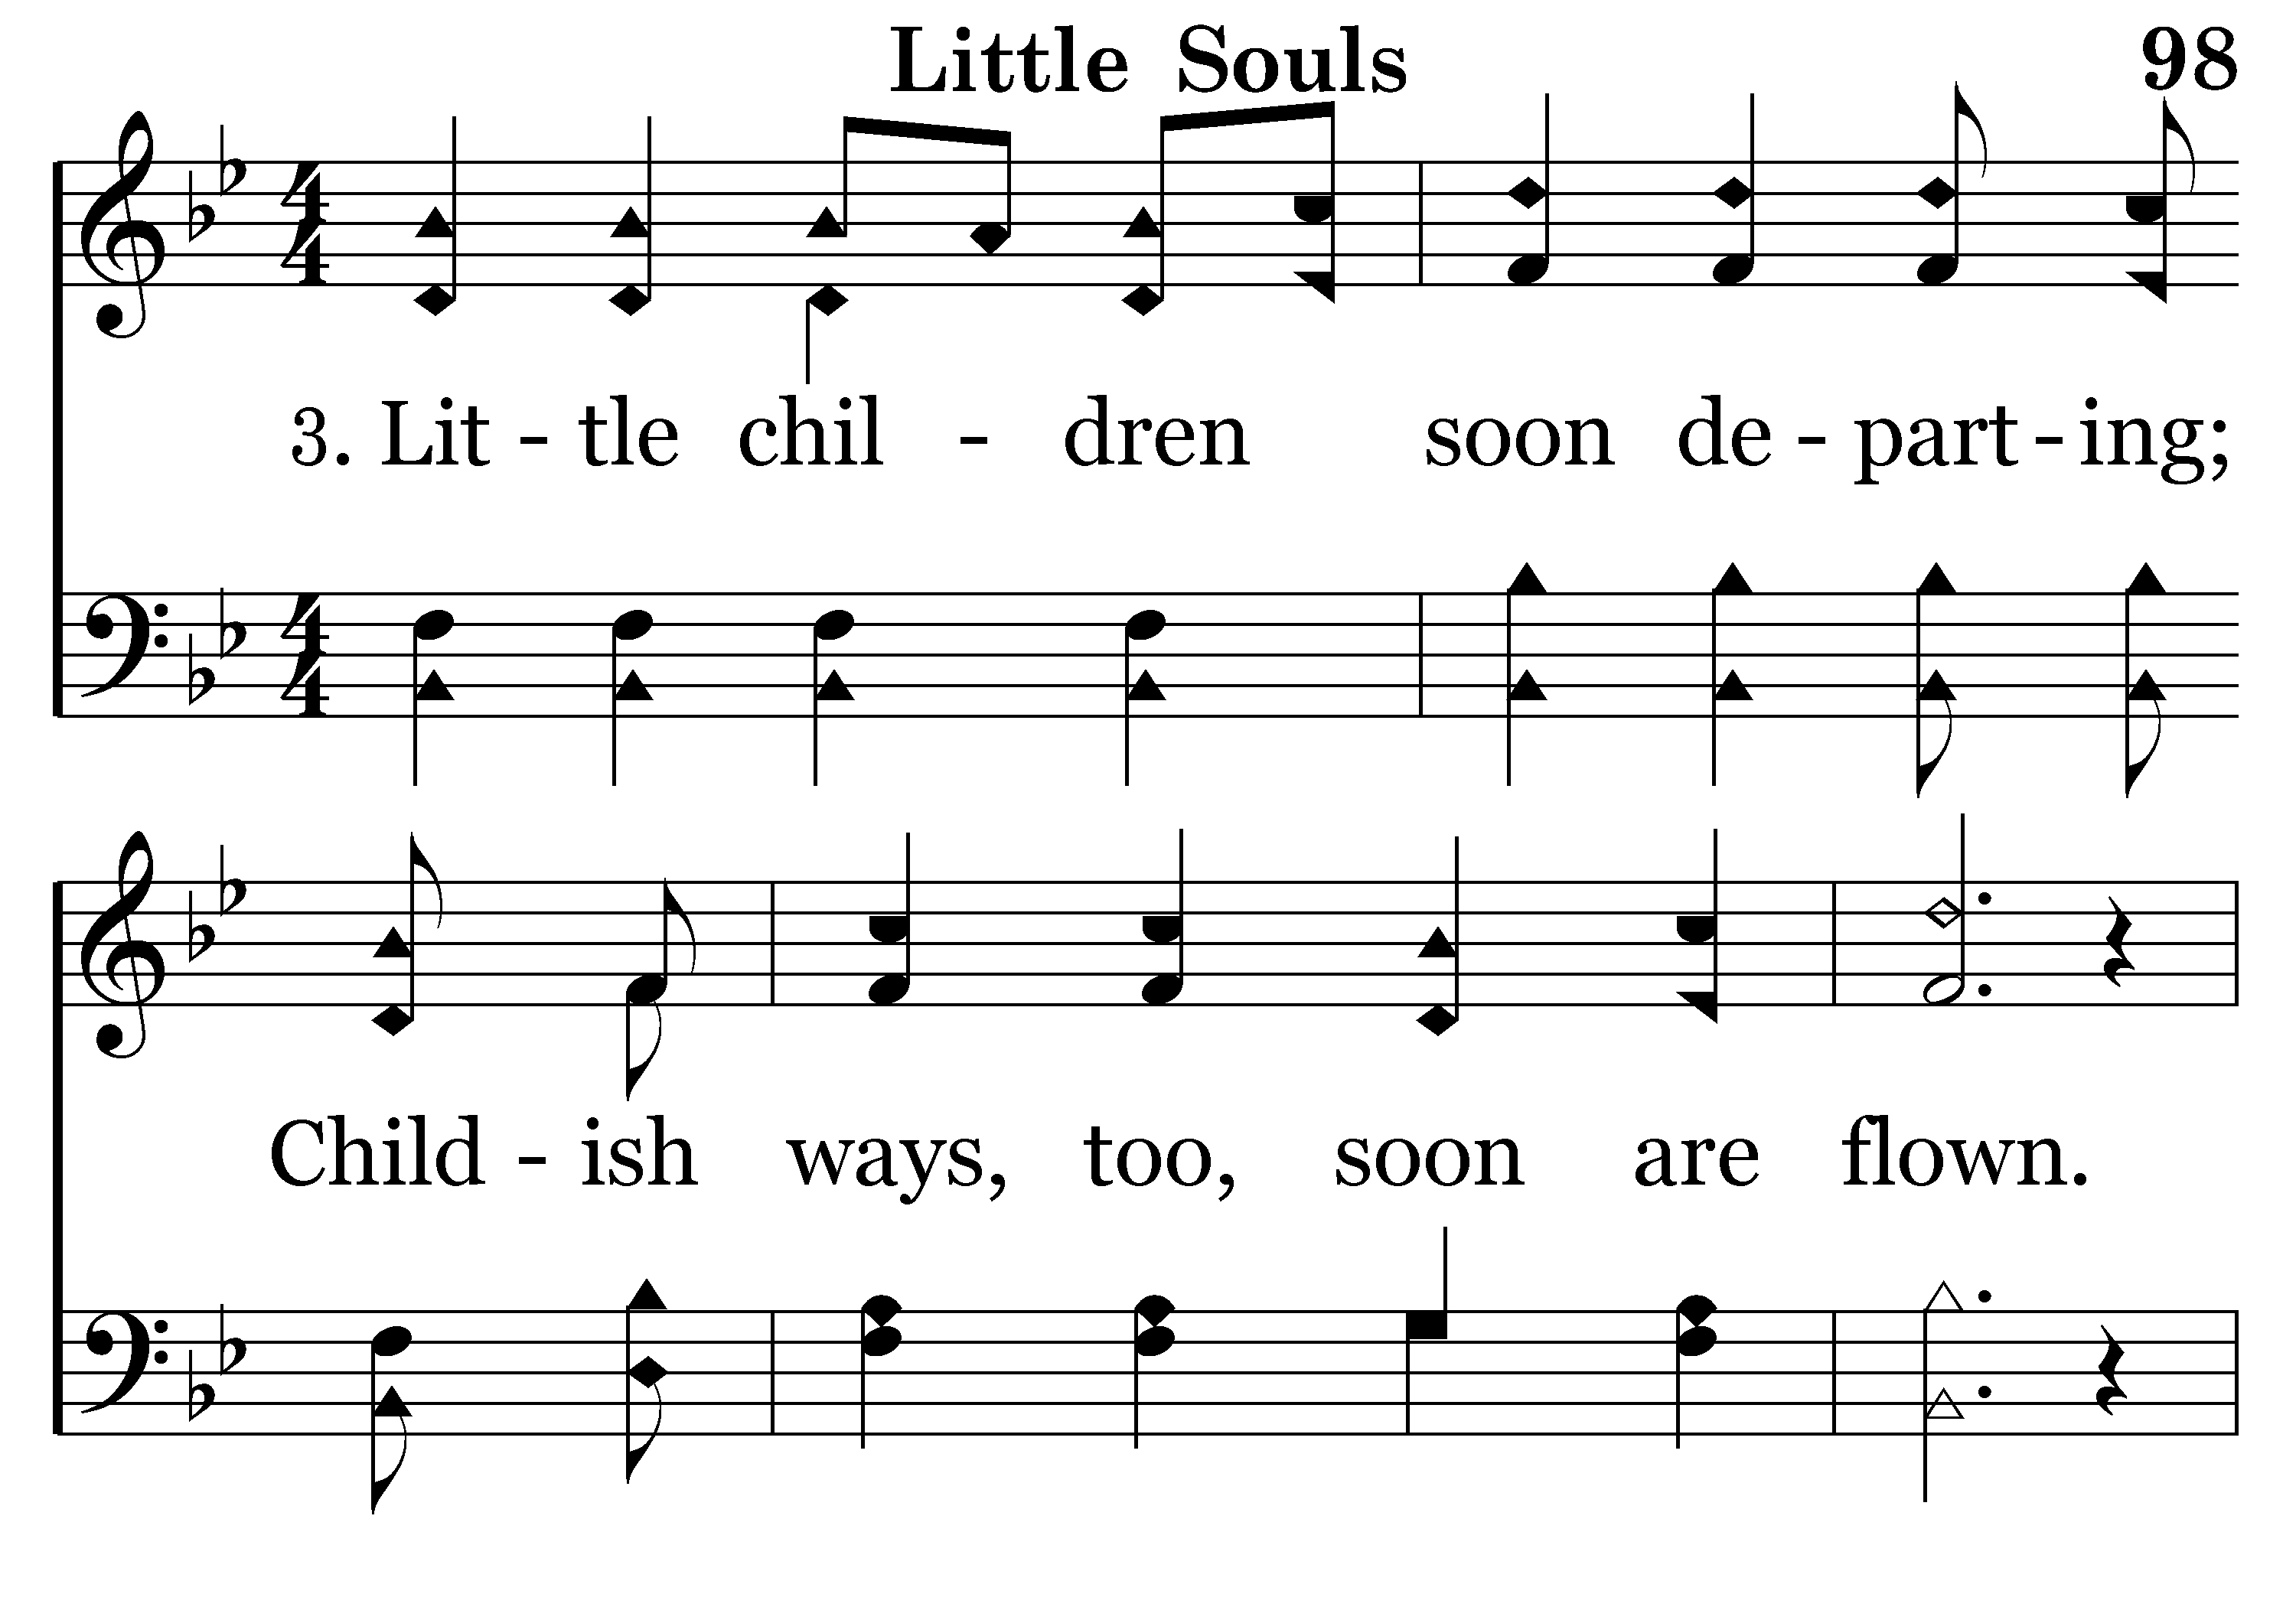 Little Souls 98
3. Lit - tle chil - dren soon de - part - ing;
Child - ish ways, too, soon are flown.